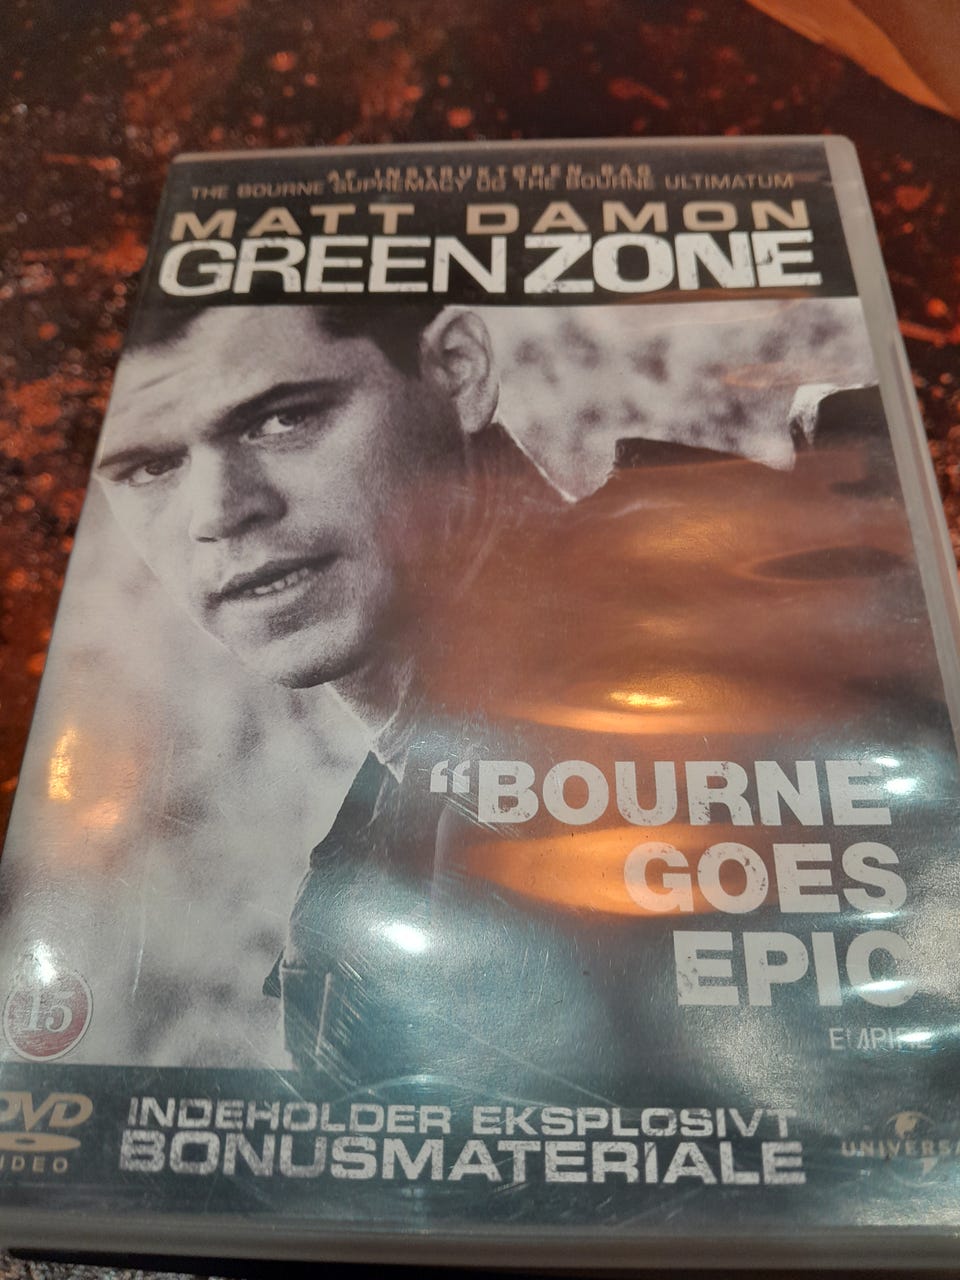 AF INSTRUKTØREN BAG
THE BOURNE SUPREMACY OG THE BOURNE ULTIMATUM
MATT DAMON
GREEN ZONE
“BOURNE
GOES
EPIC
EMPIRE
15
DVD
VIDEO
INDEHOLDER EKSPLOSIVT
BONUSMATERIALE
UNIVERSAL